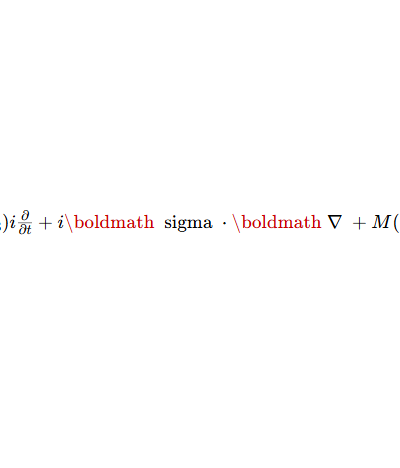 )i ∂/∂t + i\boldmath sigma · \boldmath ∇ + M(